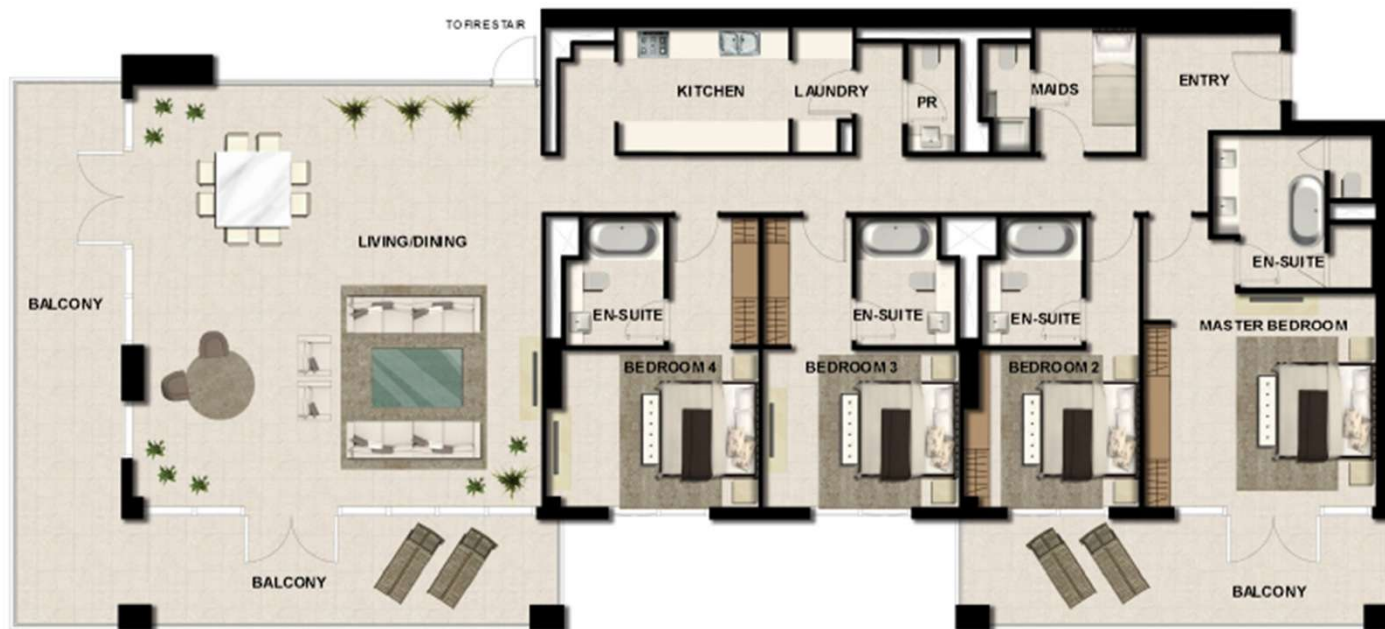 TO FIRE STAIR
KITCHEN
LAUNDRY
PR
MAIDS
ENTRY
LIVING/DINING
BALCONY
EN-SUITE
EN-SUITE
EN-SUITE
EN-SUITE
MASTER BEDROOM
BEDROOM 4
BEDROOM 3
BEDROOM 2
BALCONY
BALCONY